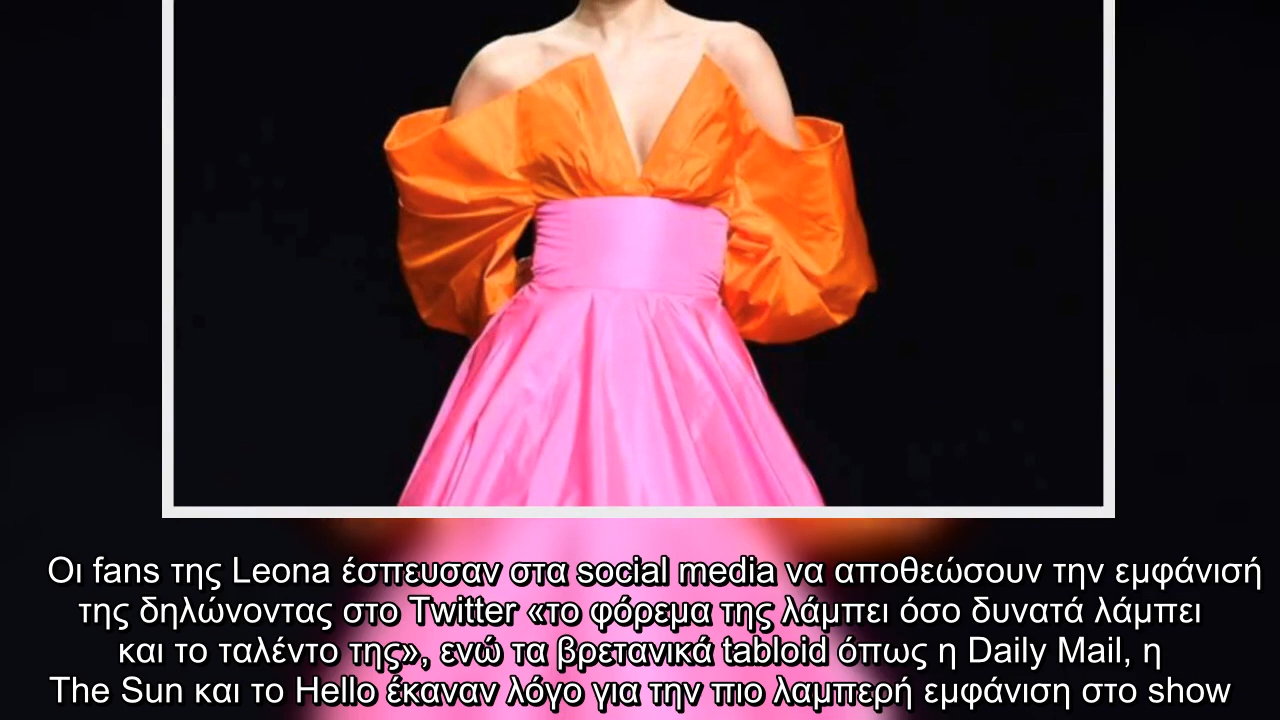 Οι fans της Leona έσπευσαν στα social media να αποθεώσουν την εμφάνισή
της δηλώνοντας στο Twitter «το φόρεμα της λάμπει όσο δυνατά λάμπει
και το ταλέντο της», ενώ τα βρετανικά tabloid όπως η Daily Mail, η
The Sun και το Hello έκαναν λόγο για την πιο λαμπερή εμφάνιση στο show